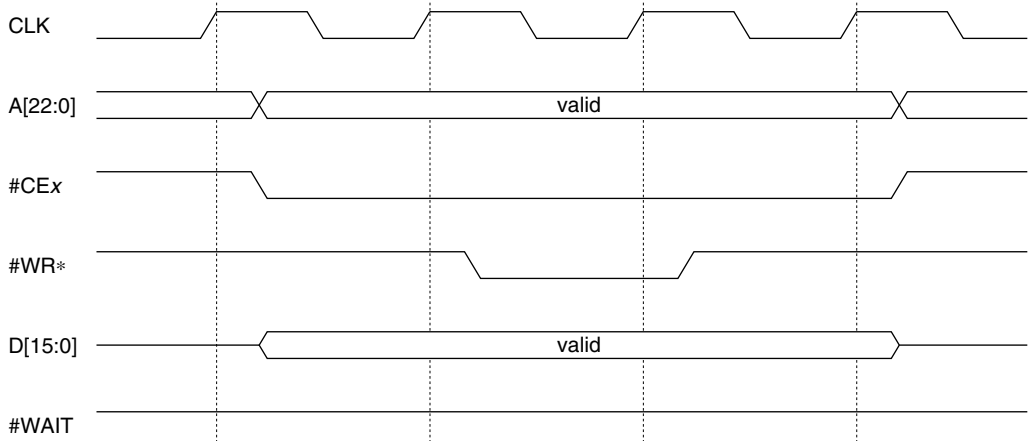 CLK
A[22:0]
valid
#CEx
#WR*
D[15:0]
valid
#WAIT